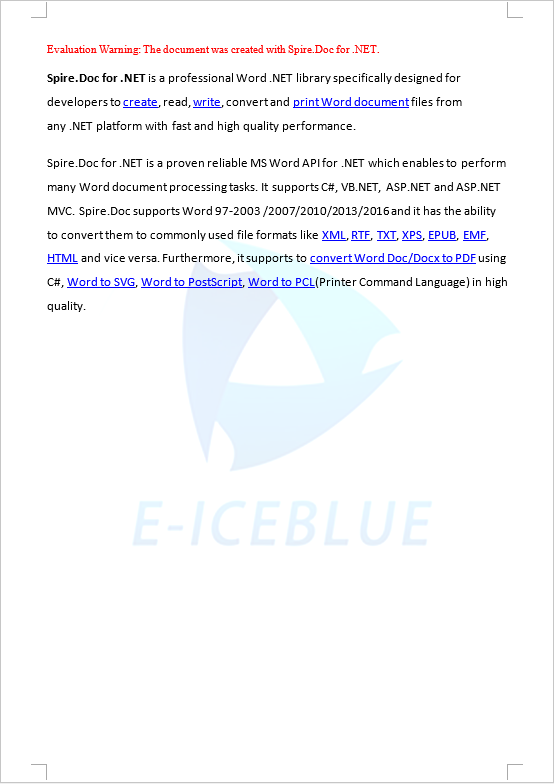 Evaluation Warning: The document was created with Spire.Doc for .NET.
Spire.Doc for .NET is a professional Word .NET library specifically designed for
developers to create, read, write, convert and print Word document files from
any .NET platform with fast and high quality performance.
Spire.Doc for .NET is a proven reliable MS Word API for .NET which enables to perform
many Word document processing tasks. It supports C#, VB.NET, ASP.NET and ASP.NET
MVC. Spire.Doc supports Word 97-2003 /2007/2010/2013/2016 and it has the ability
to convert them to commonly used file formats like XML, RTF, TXT, XPS, EPUB, EMF,
HTML and vice versa. Furthermore, it supports to convert Word Doc/Docx to PDF using
C#, Word to SVG, Word to PostScript, Word to PCL(Printer Command Language) in high
quality.
E-ICEBLUE